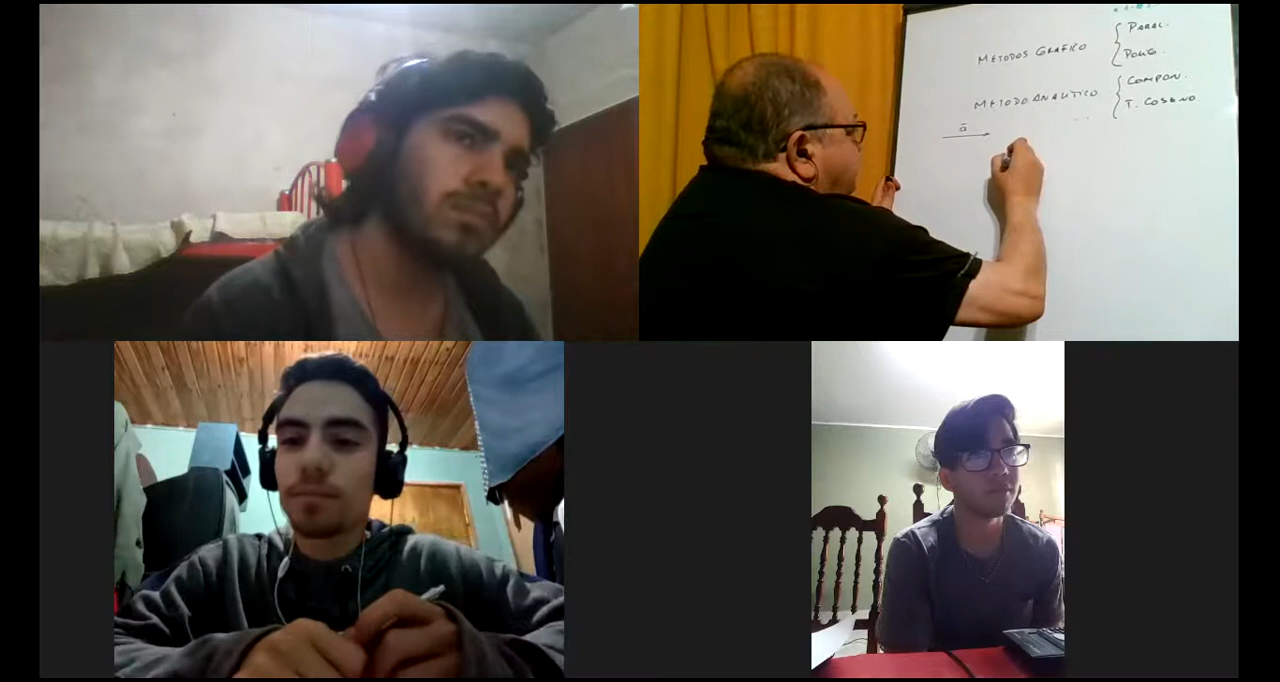 PARAL.
METODOS GRAFICO
POLIG.
COMPON.
METODO ANALITICO
T. COSENO
a